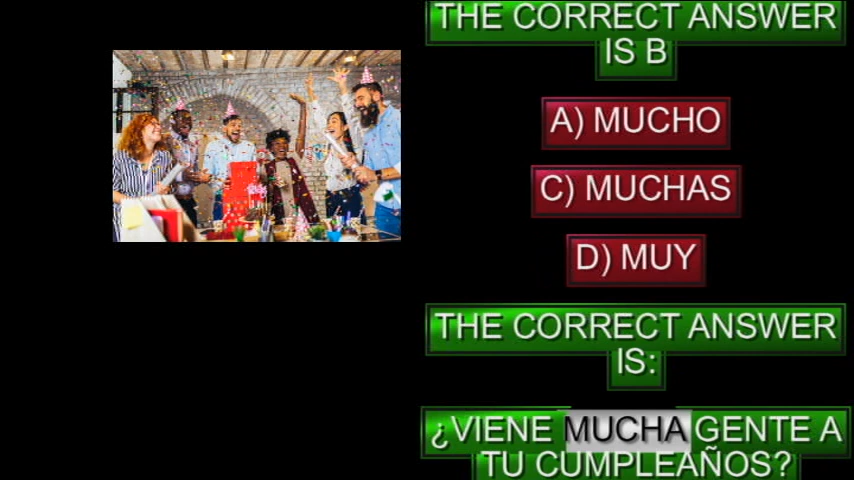 THE CORRECT ANSWER
IS B
A) MUCHO
C) MUCHAS
D) MUY
THE CORRECT ANSWER
IS:
¿VIENE MUCHA GENTE A
TU CUMPLEAÑOS?